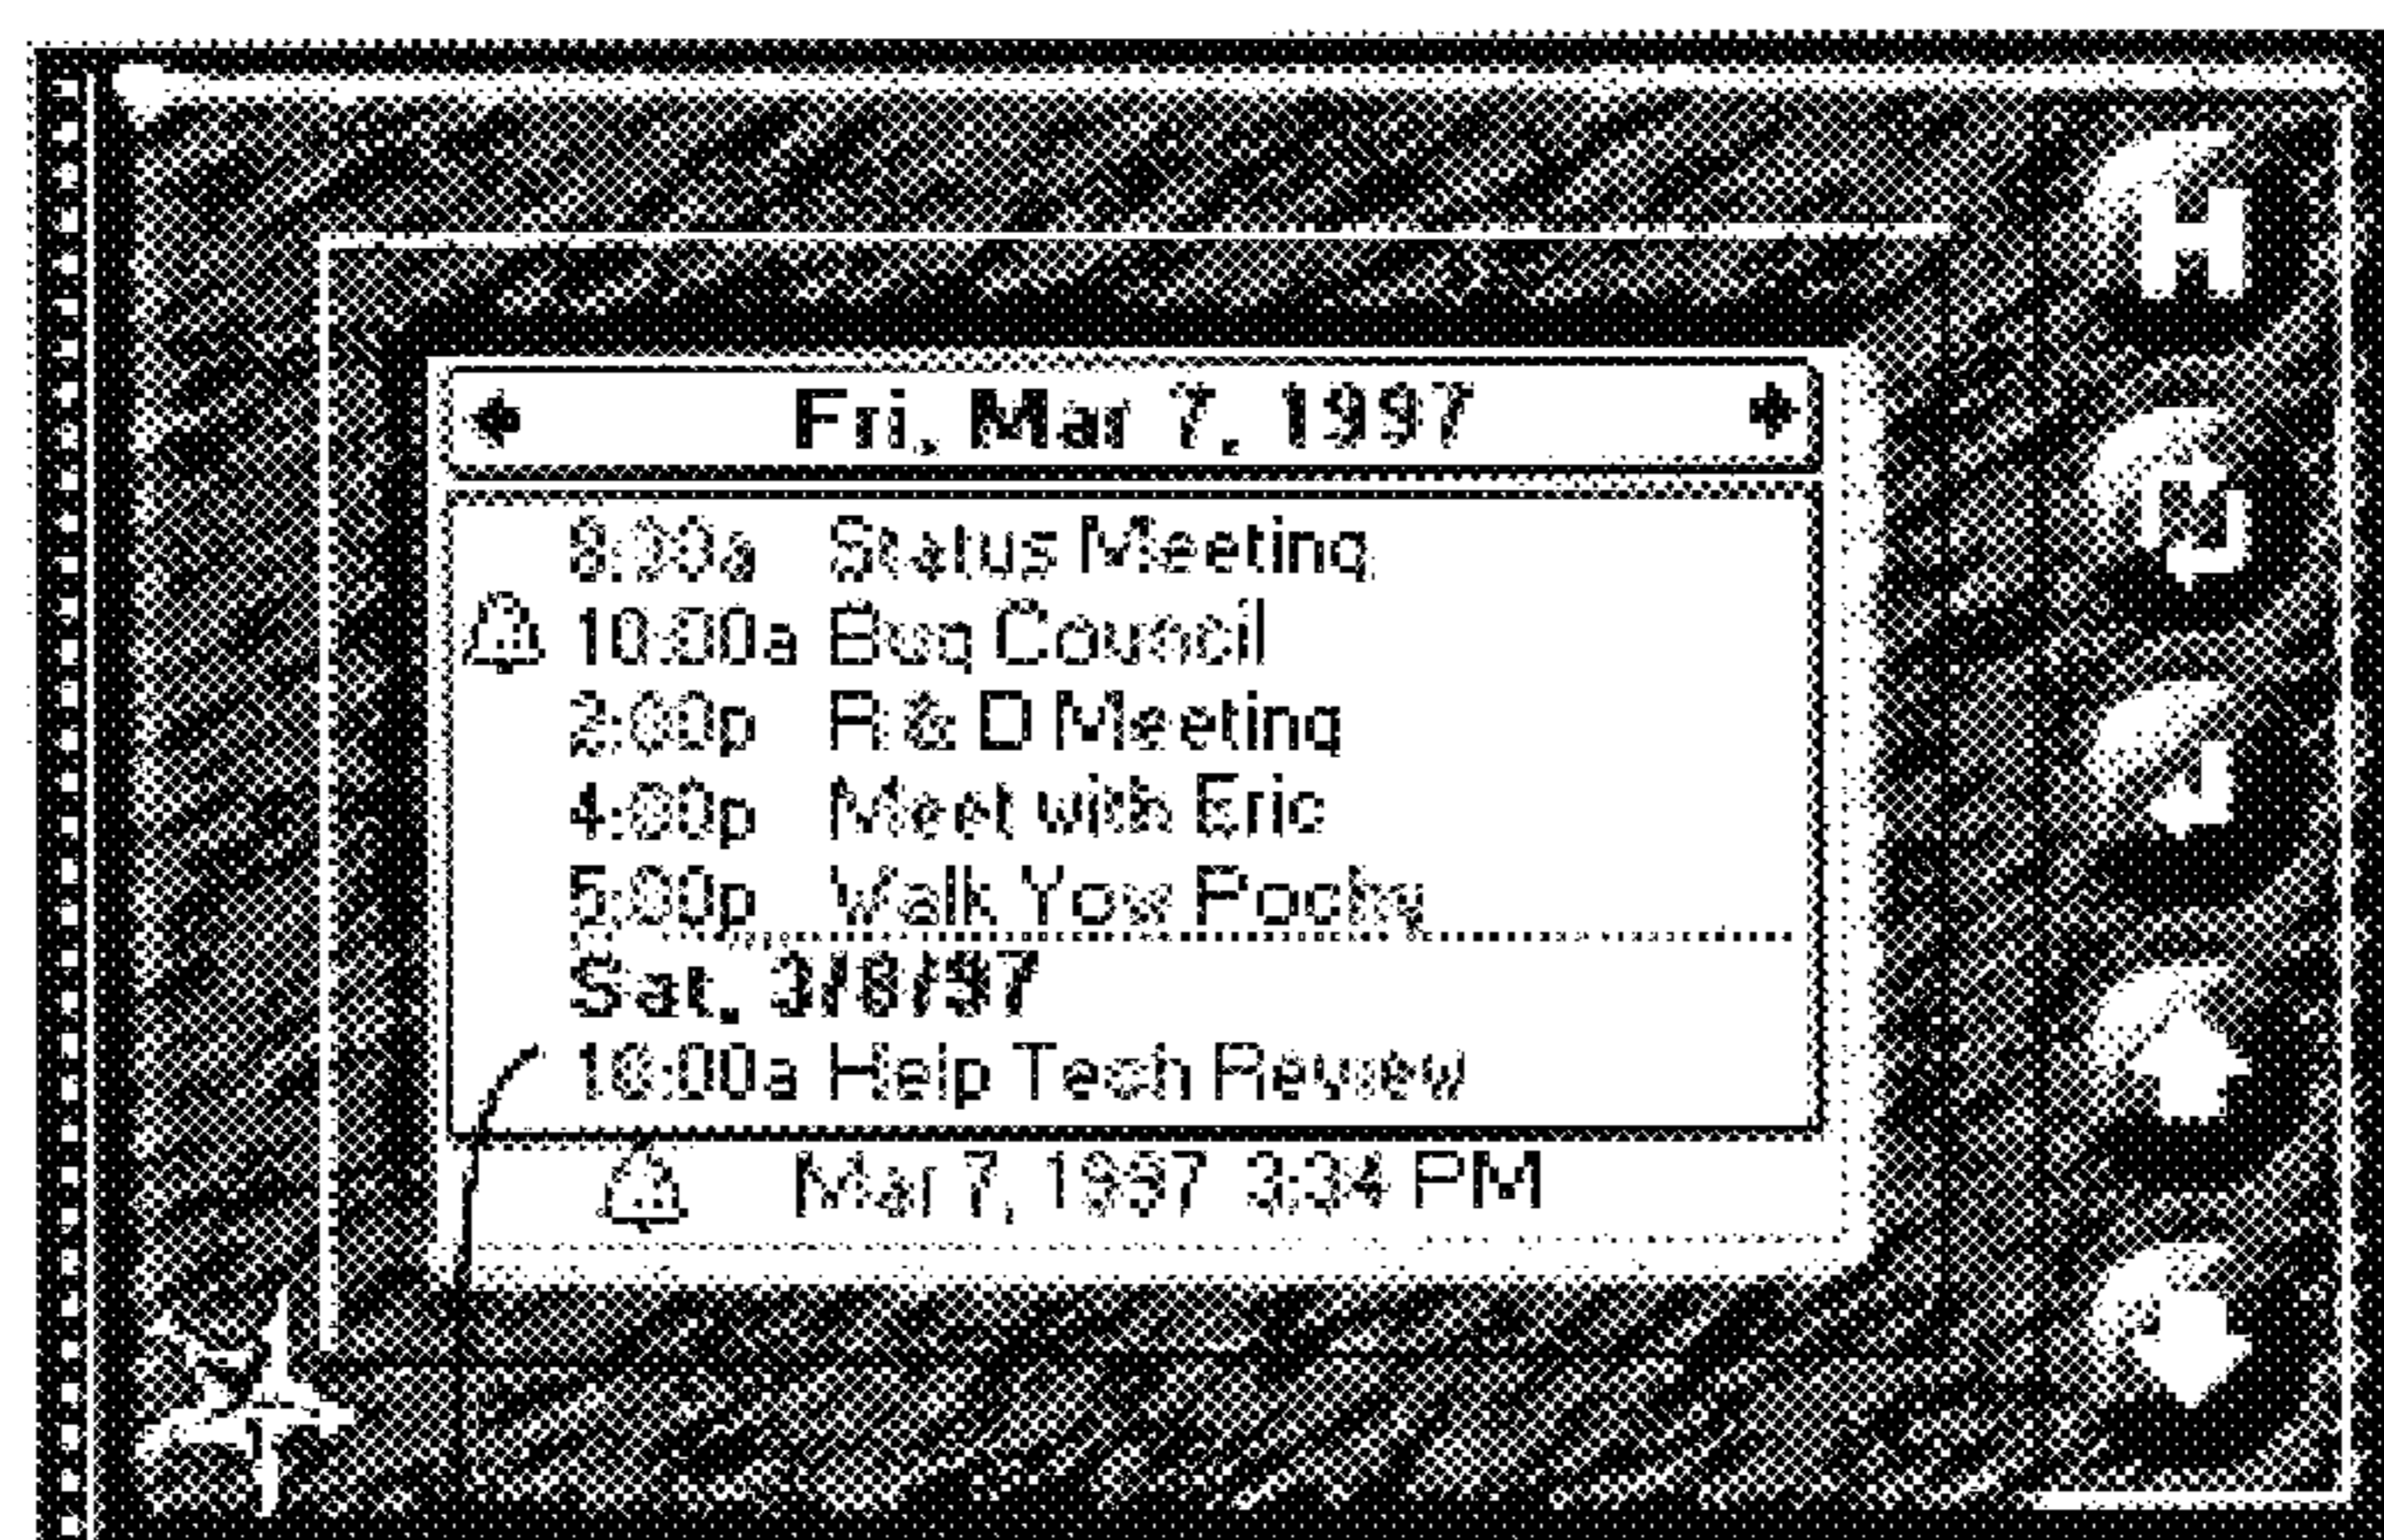 H
Fri, Mar 7, 1997
8:00a Status Meeting
10:00a Bug Council
2:00p R & D Meeting
4:00p Meet with Eric
5:00p Walk Yow Pochy
Sat, 3/8/97
10:00a Help Tech Review
Mar 7, 1997 3:34 PM